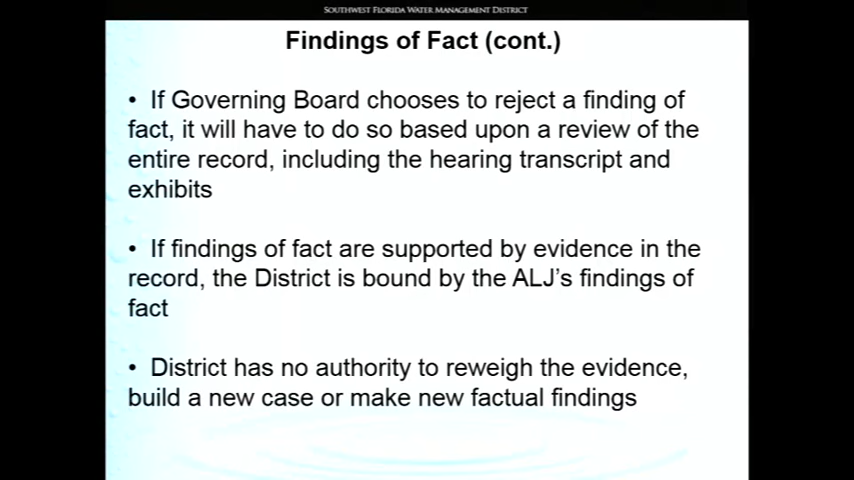 SOUTHWEST FLORIDA WATER MANAGEMENT DISTRICT
Findings of Fact (cont.)
• If Governing Board chooses to reject a finding of
fact, it will have to do so based upon a review of the
entire record, including the hearing transcript and
exhibits
• If findings of fact are supported by evidence in the
record, the District is bound by the ALJ's findings of
fact
• District has no authority to reweigh the evidence,
build a new case or make new factual findings